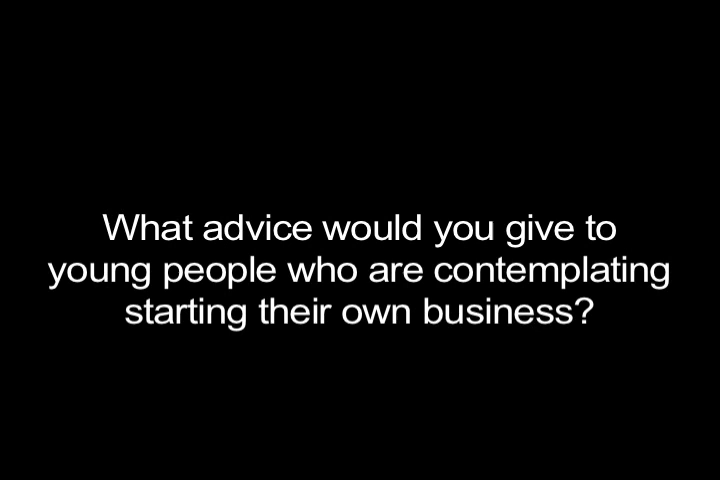 What advice would you give to
young people who are contemplating
starting their own business?